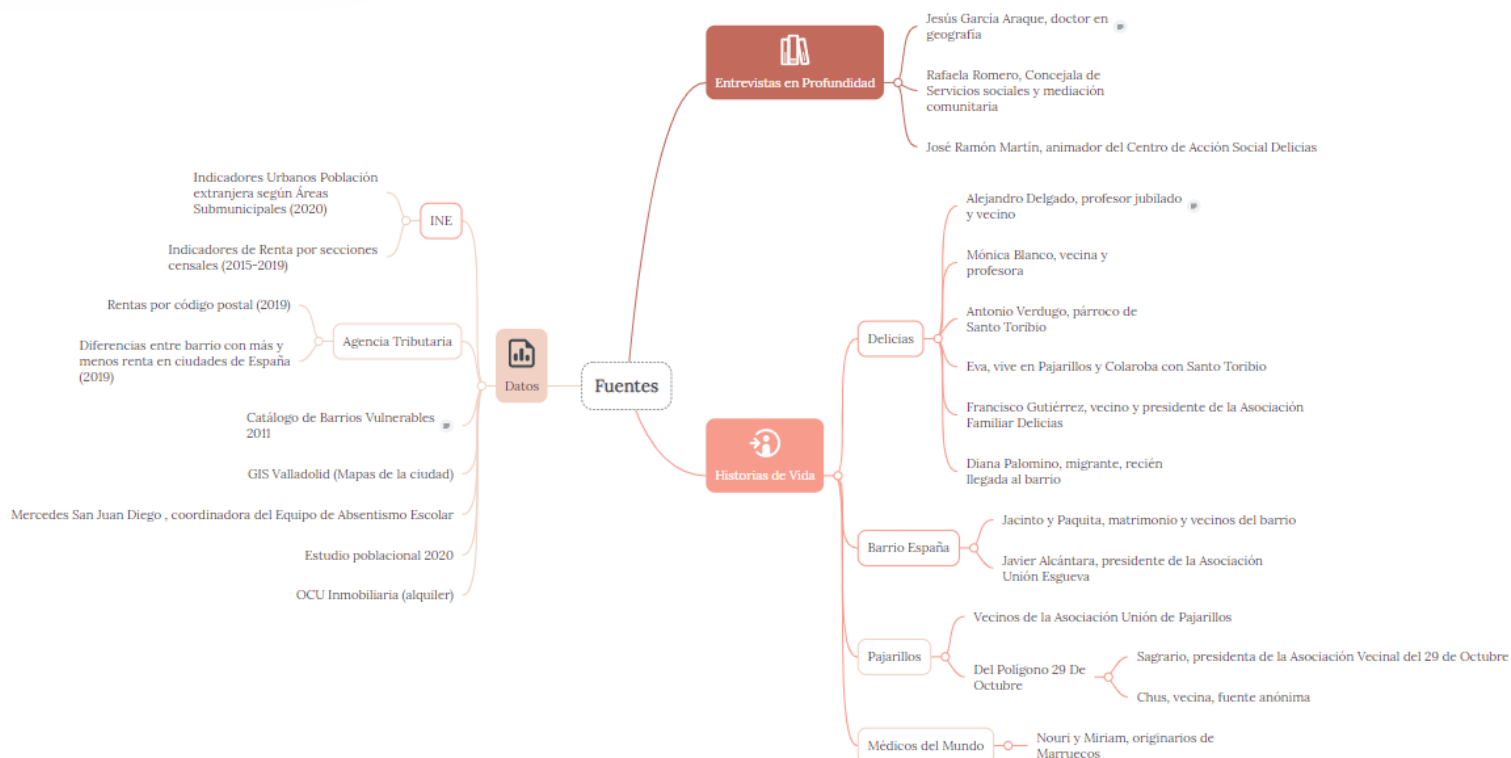 Fuentes
Entrevistas en Profundidad
Jesús García Araque, doctor en
geografía
Rafaela Romero, Concejala de
Servicios sociales y mediación
comunitaria
José Ramón Martín, animador del Centro de Acción Social Delicias
Historias de Vida
Delicias
Alejandro Delgado, profesor jubilado
y vecino
Mónica Blanco, vecina y
profesora
Antonio Verdugo, párroco de
Santo Toribio
Eva, vive en Pajarillos y Colaroba con Santo Toribio
Francisco Gutiérrez, vecino y presidente de la Asociación
Familiar Delicias
Diana Palomino, migrante, recién
llegada al barrio
Barrio España
Jacinto y Paquita, matrimonio y vecinos del barrio
Javier Alcántara, presidente de la Asociación
Unión Esgueva
Pajarillos
Vecinos de la Asociación Unión de Pajarillos
Del Polígono 29 De
Octubre
Sagrario, presidenta de la Asociación Vecinal del 29 de Octubre
Chus, vecina, fuente anónima
Médicos del Mundo
Nouri y Miriam, originarios de
Marruecos
Datos
INE
Indicadores Urbanos Población
extranjera según Áreas
Submunicipales (2020)
Indicadores de Renta por secciones
censales (2015-2019)
Agencia Tributaria
Rentas por código postal (2019)
Diferencias entre barrio con más y
menos renta en ciudades de España
(2019)
Catálogo de Barrios Vulnerables
2011
GIS Valladolid (Mapas de la ciudad)
Mercedes San Juan Diego , coordinadora del Equipo de Absentismo Escolar
Estudio poblacional 2020
OCU Inmobiliaria (alquiler)